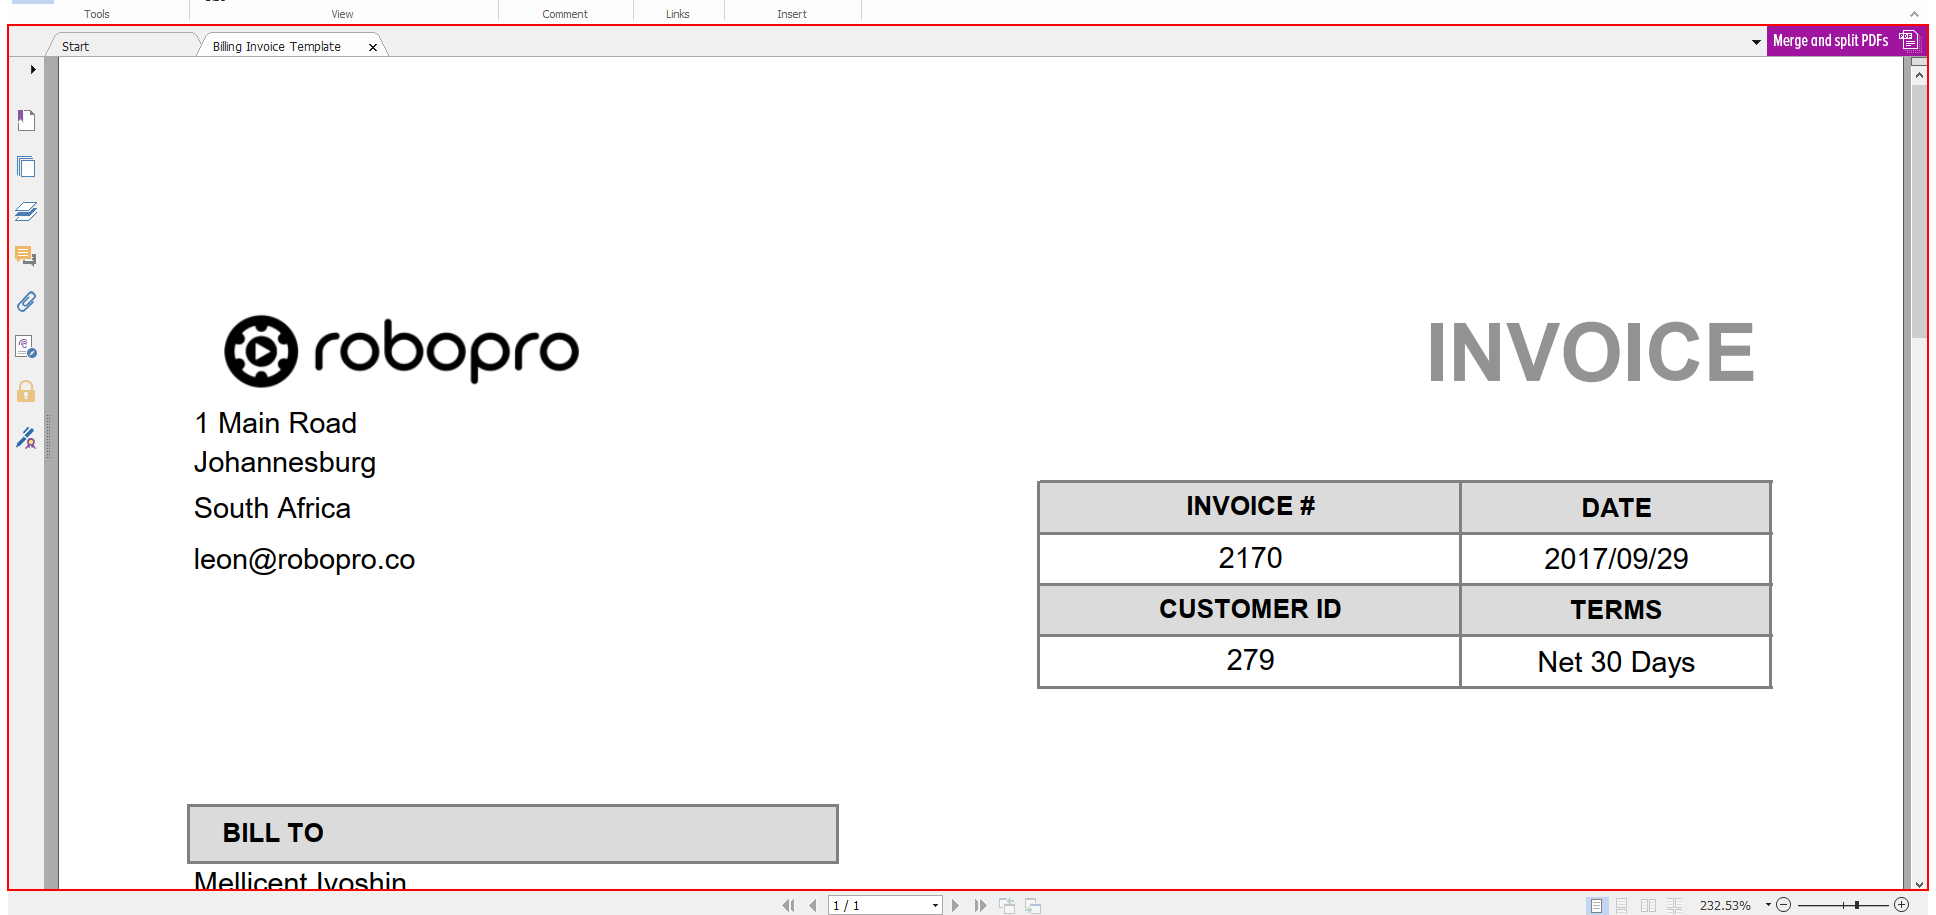 Tools View Comment Links Insert
Start Billing Invoice Template Merge and split PDFs
robopro INVOICE
1 Main Road
Johannesburg
South Africa
leon@robopro.co
INVOICE # DATE
2170 2017/09/29
CUSTOMER ID TERMS
279 Net 30 Days
BILL TO
Mellicent Ivoshin
1 / 1 232.53%